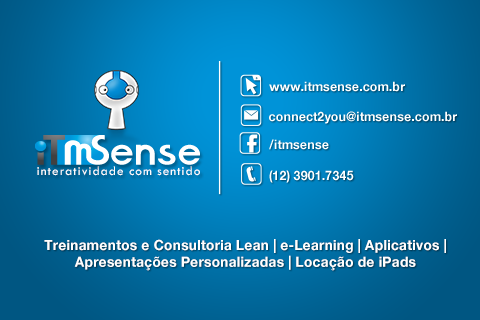 iTmSense
interatividade com sentido
www.itmsense.com.br
connect2you@itmsense.com.br
/itmsense
(12) 3901.7345
Treinamentos e Consultoria Lean | e-Learning | Aplicativos |
Apresentações Personalizadas | Locação de iPads